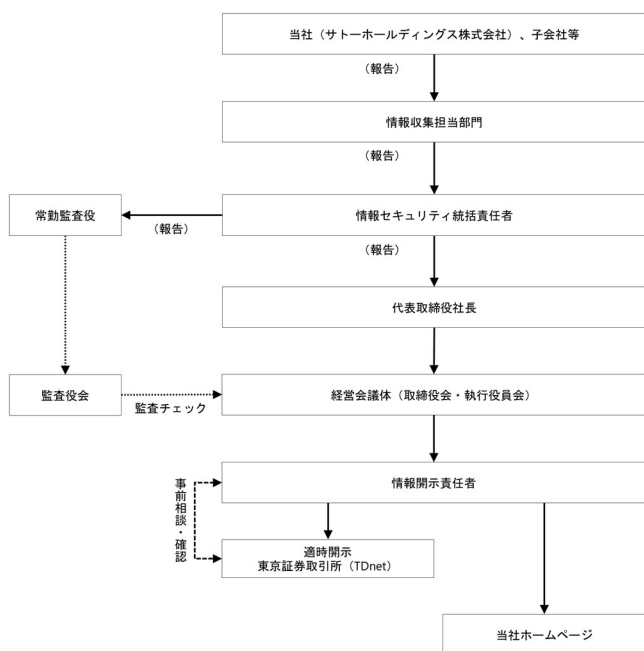 当社（サトーホールディングス株式会社）、子会社等
（報告）
情報収集担当部門
（報告）
常勤監査役
（報告）
情報セキュリティ統括責任者
（報告）
代表取締役社長
監査役会
監査チェック
経営会議体（取締役会・執行役員会）
事前相談・確認
情報開示責任者
適時開示
東京証券取引所（TDnet）
当社ホームページ